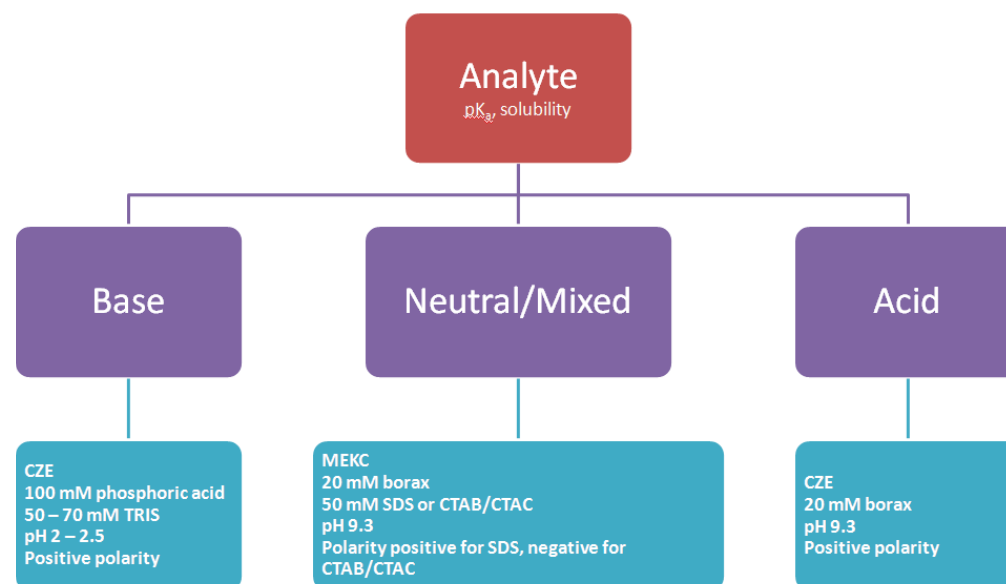 Analyte
pKa, solubility
Base
Neutral/Mixed
Acid
CZE
100 mM phosphoric acid
50 – 70 mM TRIS
pH 2 – 2.5
Positive polarity
MEKC
20 mM borax
50 mM SDS or CTAB/CTAC
pH 9.3
Polarity positive for SDS, negative for
CTAB/CTAC
CZE
20 mM borax
pH 9.3
Positive polarity